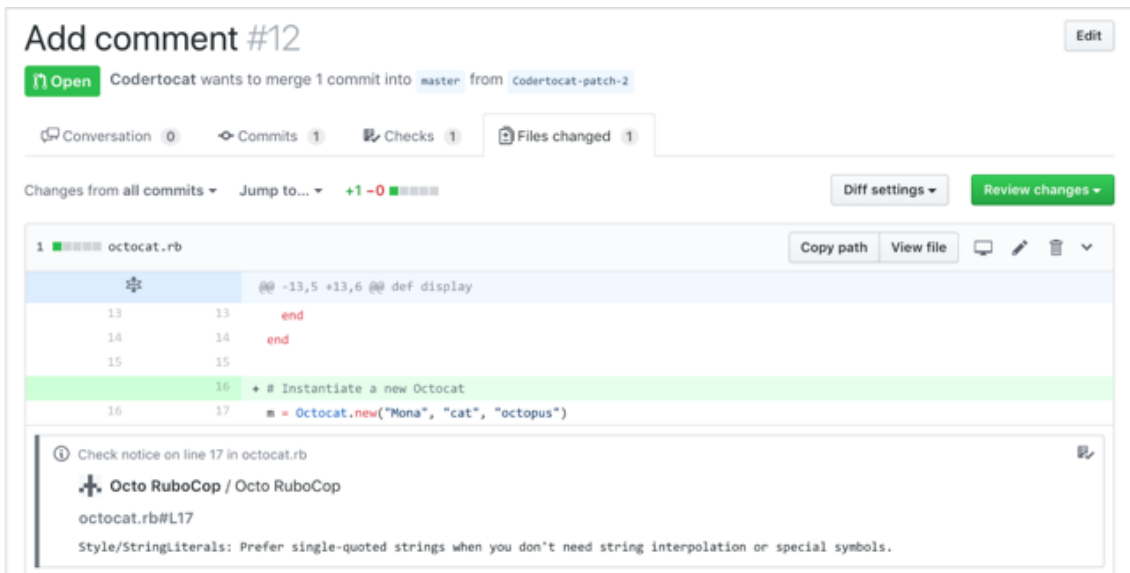 Add comment #12
Edit
Open Codertocat wants to merge 1 commit into master from Codertocat-patch-2
Conversation 0 Commits 1 Checks 1 Files changed 1
Changes from all commits Jump to... +1 −0 Diff settings Review changes
1 octocat.rb Copy path View file
@@ -13,5 +13,6 @@ def display
13 13 end
14 14 end
15 15
16 + # Instantiate a new Octocat
16 17 m = Octocat.new("Mona", "cat", "octopus")
Check notice on line 17 in octocat.rb
Octo RuboCop / Octo RuboCop
octocat.rb#L17
Style/StringLiterals: Prefer single-quoted strings when you don't need string interpolation or special symbols.